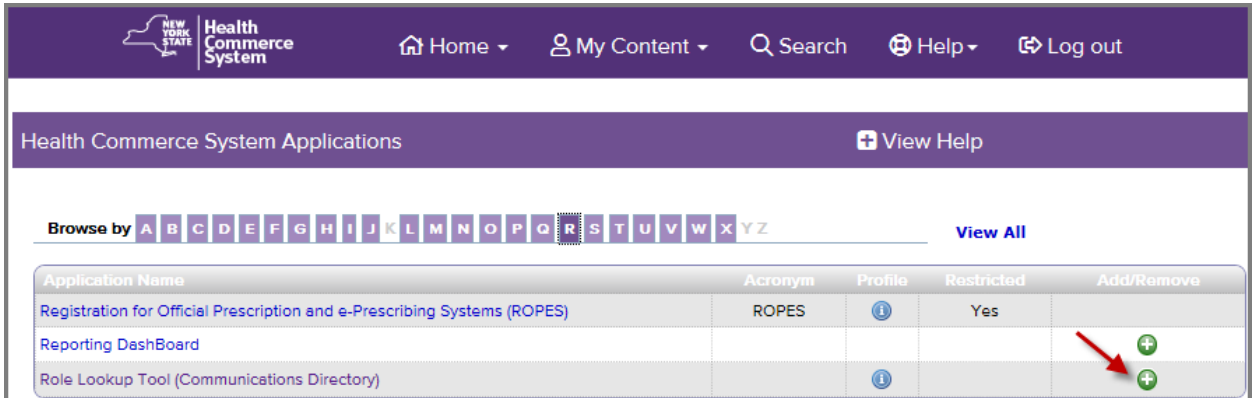 NEW YORK STATE Health Commerce System
Home My Content Search Help Log out
Health Commerce System Applications View Help
Browse by A B C D E F G H I J K L M N O P Q R S T U V W X Y Z View All
Application Name Acronym Profile Restricted Add/Remove
Registration for Official Prescription and e-Prescribing Systems (ROPES) ROPES Yes
Reporting DashBoard
Role Lookup Tool (Communications Directory)